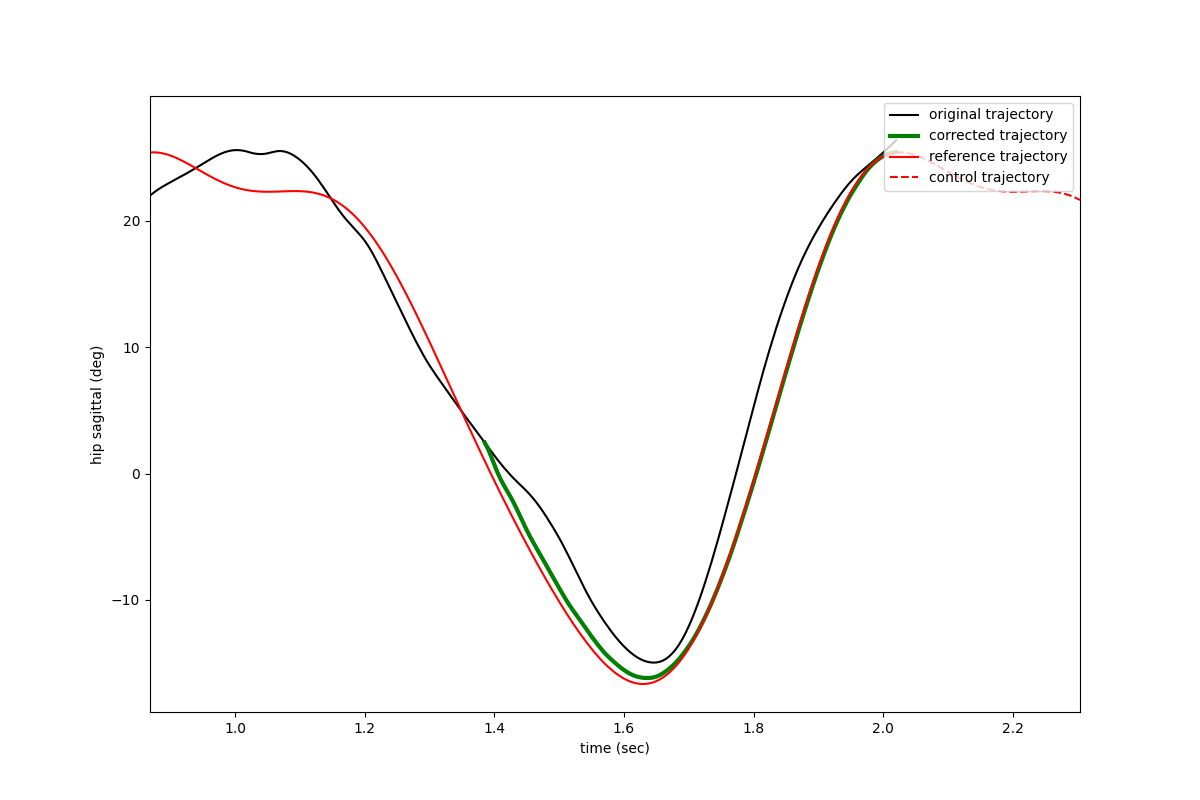 original trajectory
corrected trajectory
reference trajectory
control trajectory
20
10
0
−10
hip sagittal (deg)
1.0 1.2 1.4 1.6 1.8 2.0 2.2
time (sec)